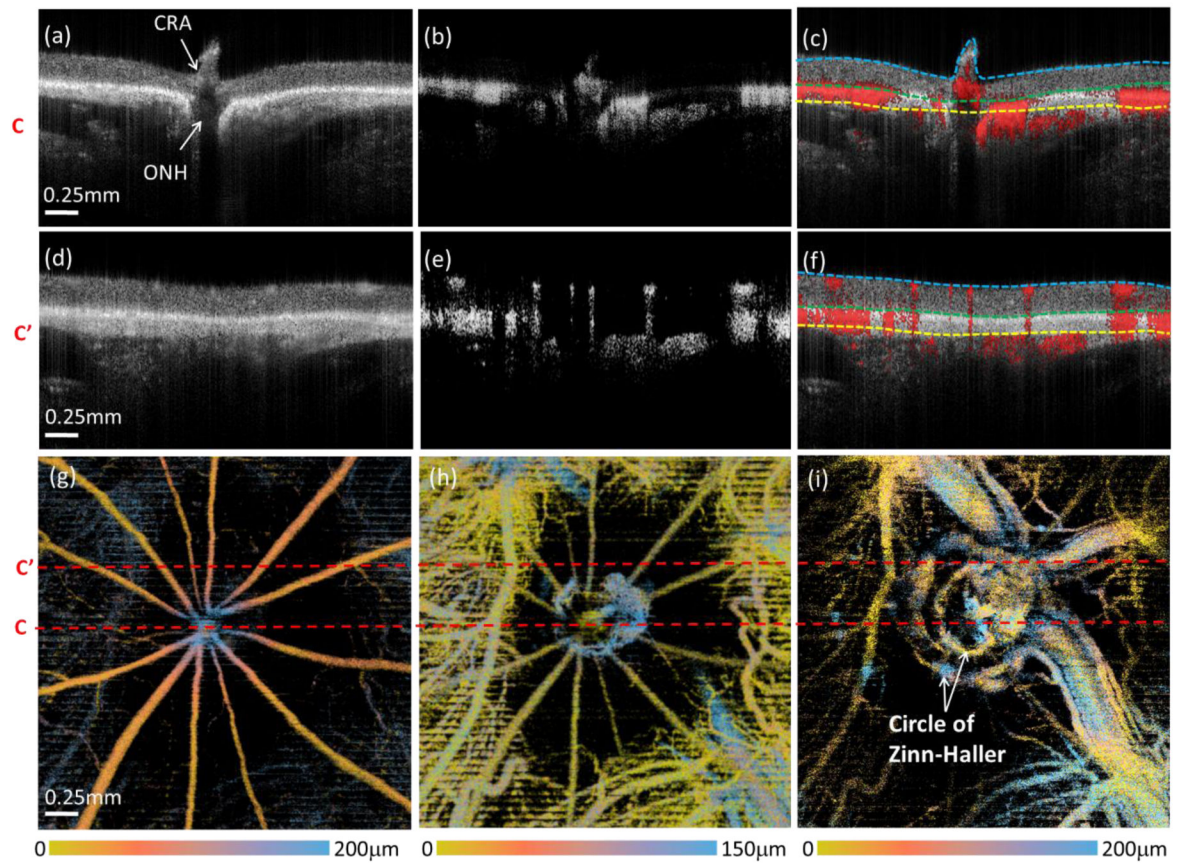 (a)
CRA
ONH
0.25mm
(b)
(c)
C
(d)
0.25mm
(e)
(f)
C’
(g)
0.25mm
(h)
(i)
Circle of
Zinn-Haller
C’
C
0
200μm
0
150μm
0
200μm